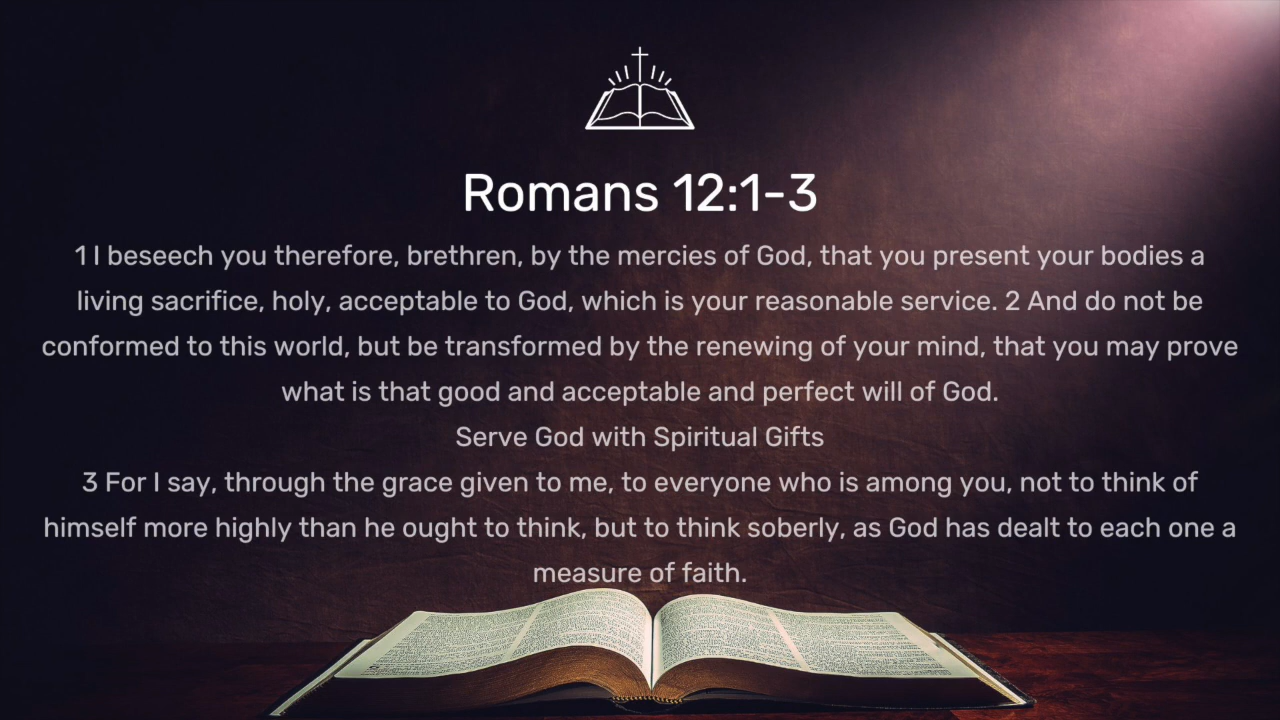 Romans 12:1-3
1 I beseech you therefore, brethren, by the mercies of God, that you present your bodies a
living sacrifice, holy, acceptable to God, which is your reasonable service. 2 And do not be
conformed to this world, but be transformed by the renewing of your mind, that you may prove
what is that good and acceptable and perfect will of God.
Serve God with Spiritual Gifts
3 For I say, through the grace given to me, to everyone who is among you, not to think of
himself more highly than he ought to think, but to think soberly, as God has dealt to each one a
measure of faith.